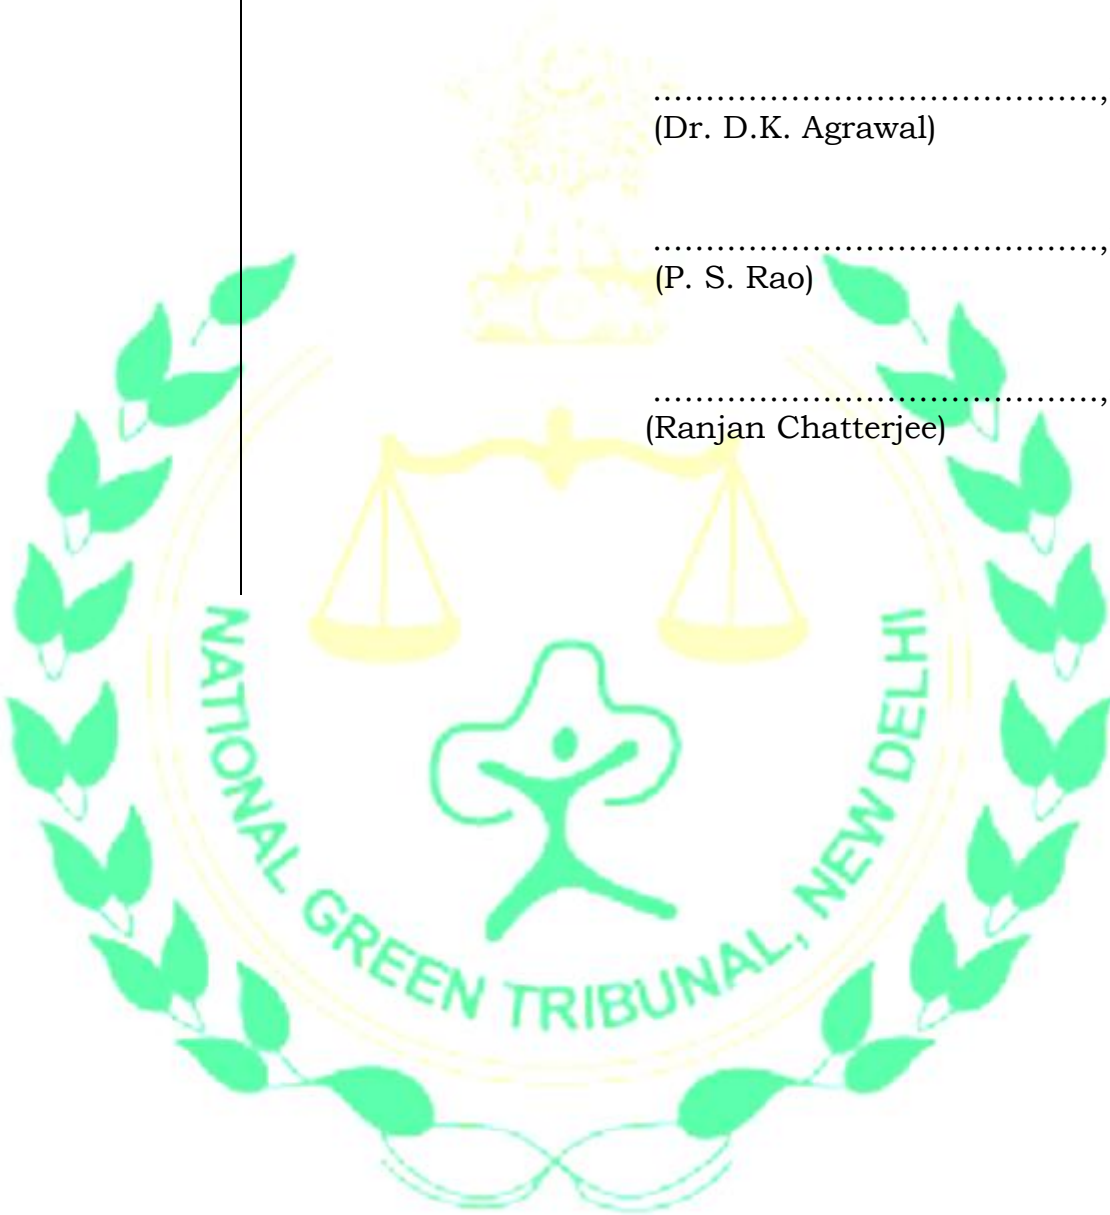 ……………………………………,
(Dr. D.K. Agrawal)
……………………………………,
(P. S. Rao)
……………………………………,
(Ranjan Chatterjee)
NATIONAL GREEN TRIBUNAL, NEW DELHI